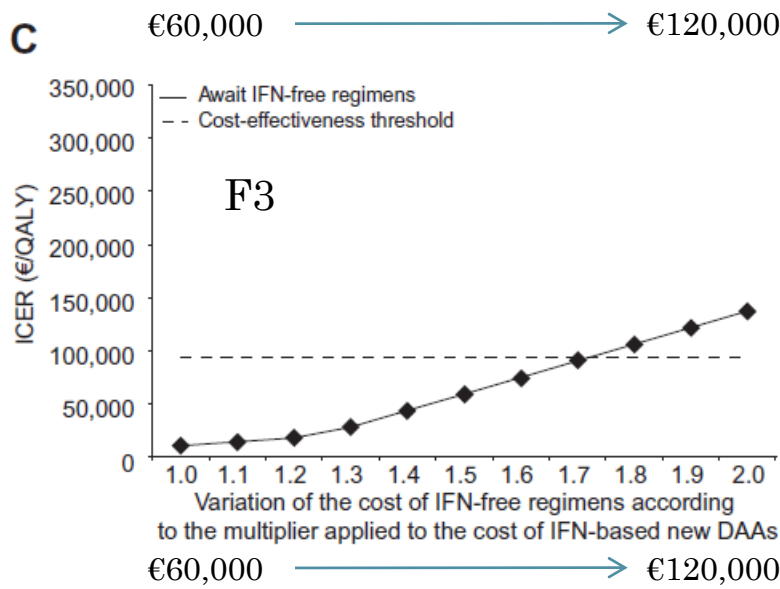 €60,000 €120,000
C
350,000
300,000
250,000
200,000
150,000
100,000
50,000
0
ICER (€/QALY)
Await IFN-free regimens
Cost-effectiveness threshold
F3
1.0 1.1 1.2 1.3 1.4 1.5 1.6 1.7 1.8 1.9 2.0
Variation of the cost of IFN-free regimens according
to the multiplier applied to the cost of IFN-based new DAAs
€60,000 €120,000